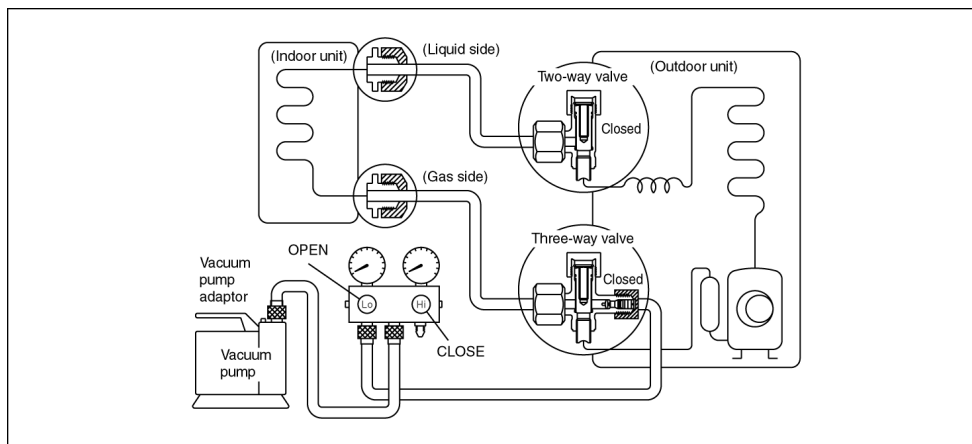 (Indoor unit)
(Liquid side)
Two-way valve
(Outdoor unit)
Closed
(Gas side)
Three-way valve
Closed
OPEN
Vacuum
pump
adaptor
Lo
Hi
CLOSE
Vacuum
pump